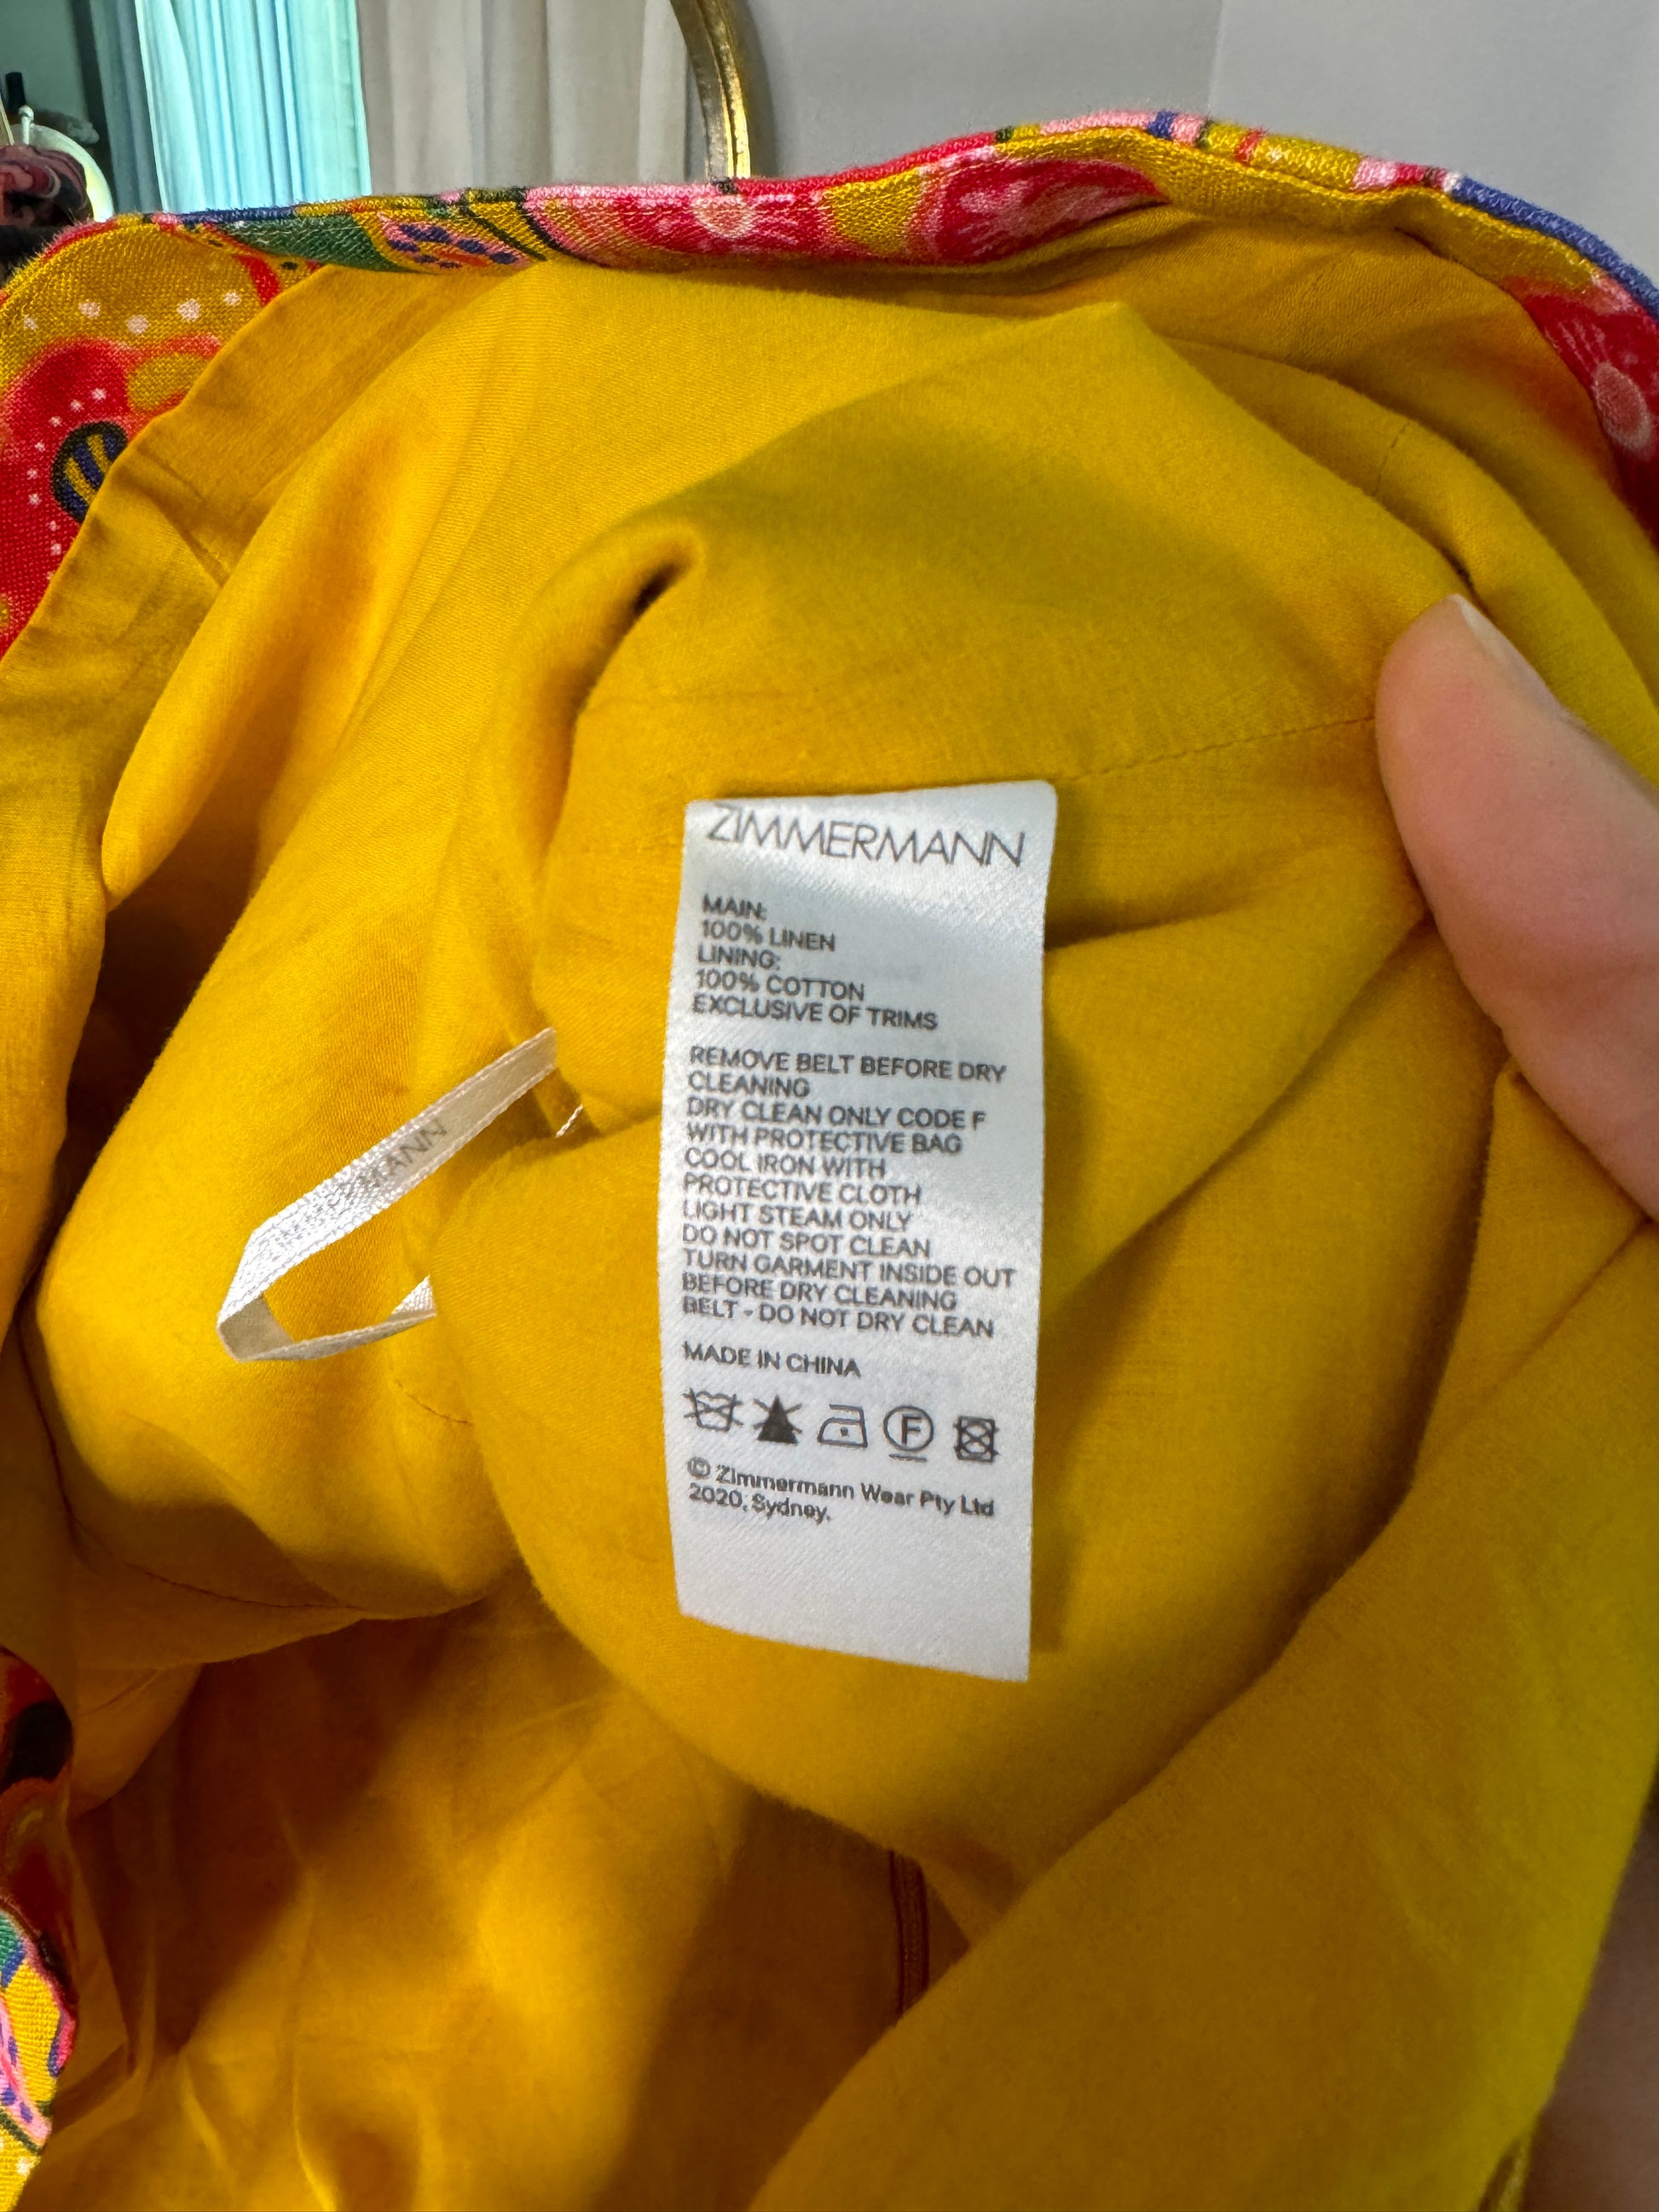 ZIMMERMANN
MAIN:
100% LINEN
LINING:
100% COTTON
EXCLUSIVE OF TRIMS
REMOVE BELT BEFORE DRY
CLEANING
DRY CLEAN ONLY CODE F
WITH PROTECTIVE BAG
COOL IRON WITH
PROTECTIVE CLOTH
LIGHT STEAM ONLY
DO NOT SPOT CLEAN
TURN GARMENT INSIDE OUT
BEFORE DRY CLEANING
BELT - DO NOT DRY CLEAN
MADE IN CHINA
F
© Zimmermann Wear Pty Ltd
2020, Sydney.